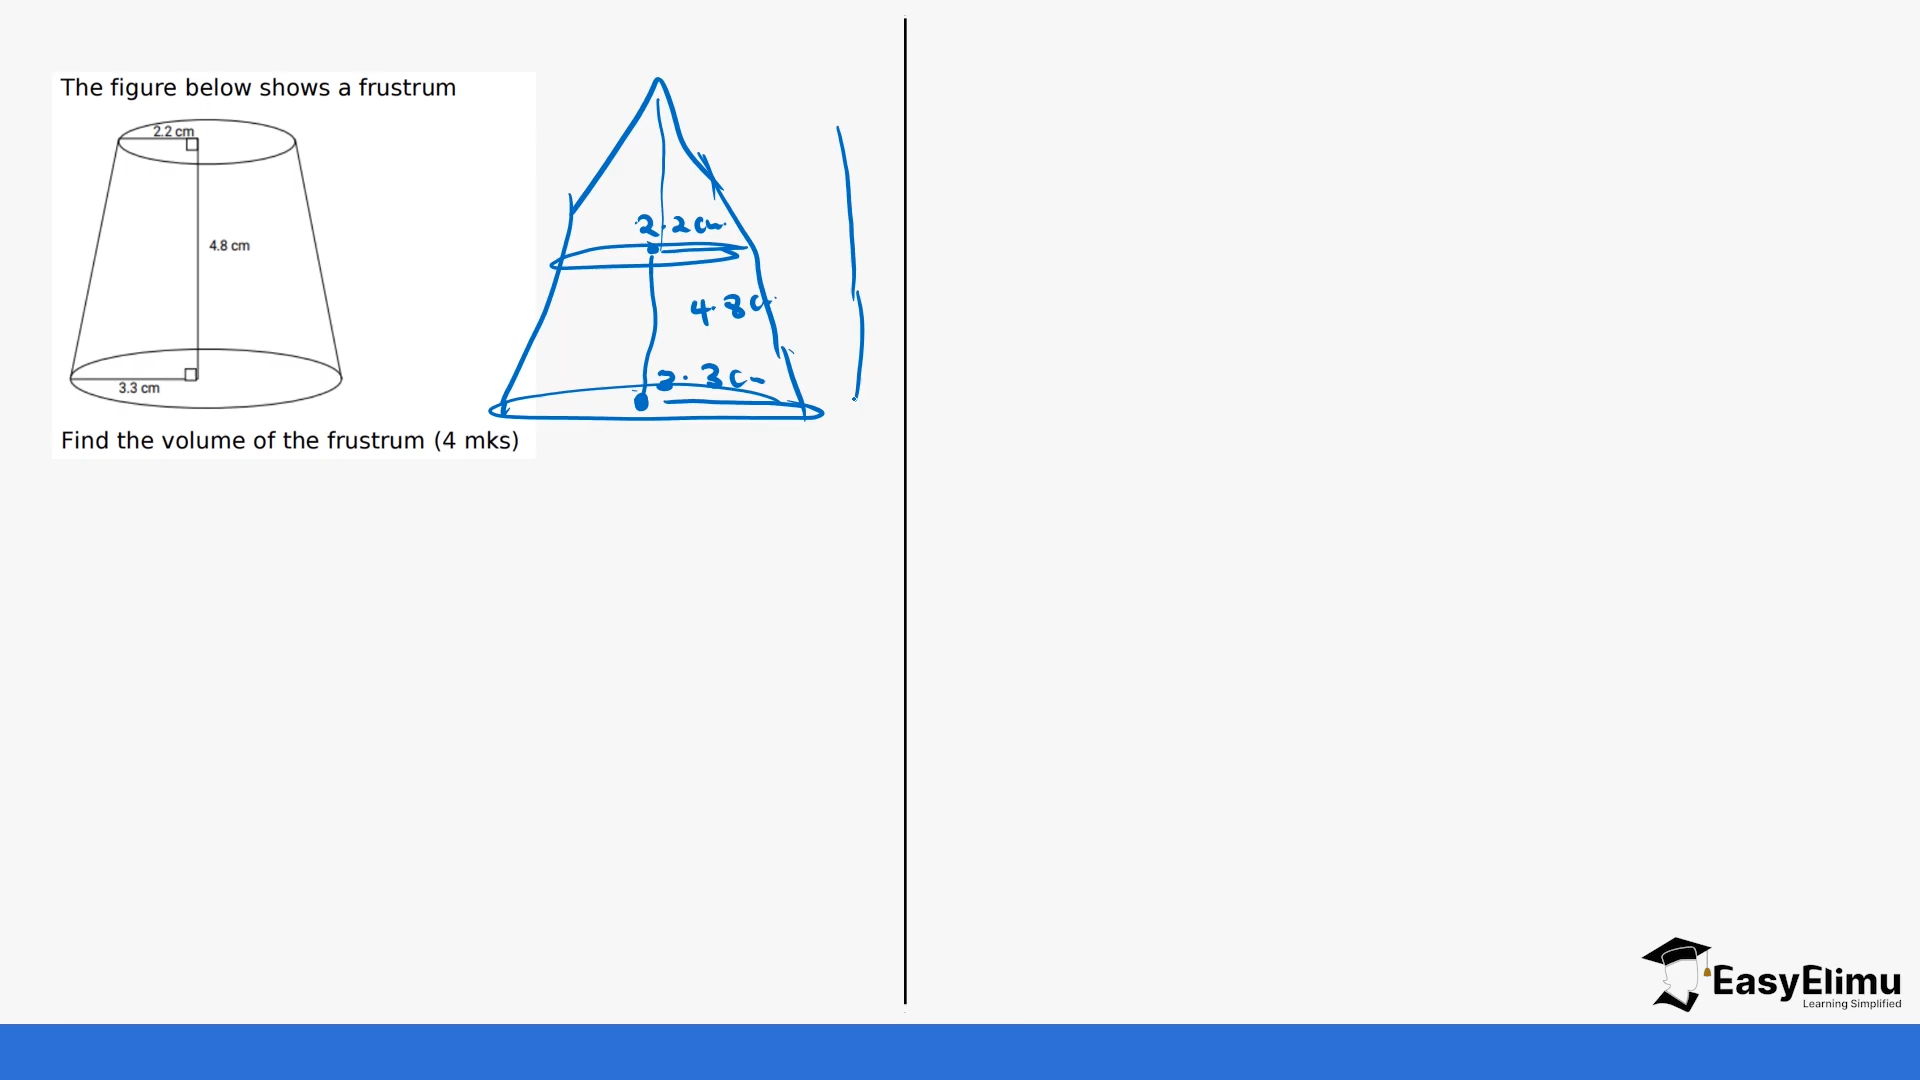 The figure below shows a frustrum
2.2 cm
4.8 cm
3.3 cm
Find the volume of the frustrum (4 mks)
2.2cm
4.8c
3.3cm
EasyElimu
Learning Simplified